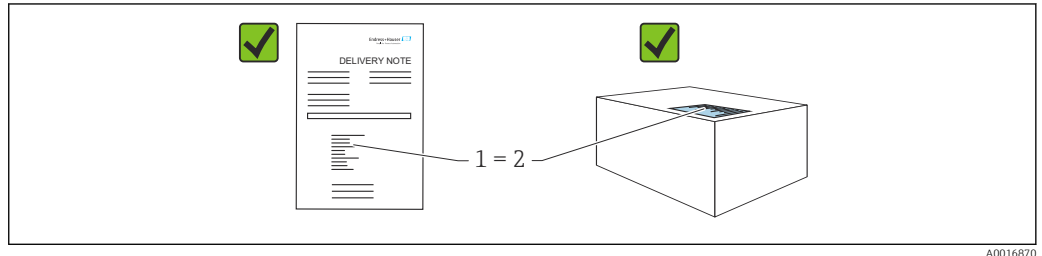 Endress+Hauser
DELIVERY NOTE
1 = 2
A0016870